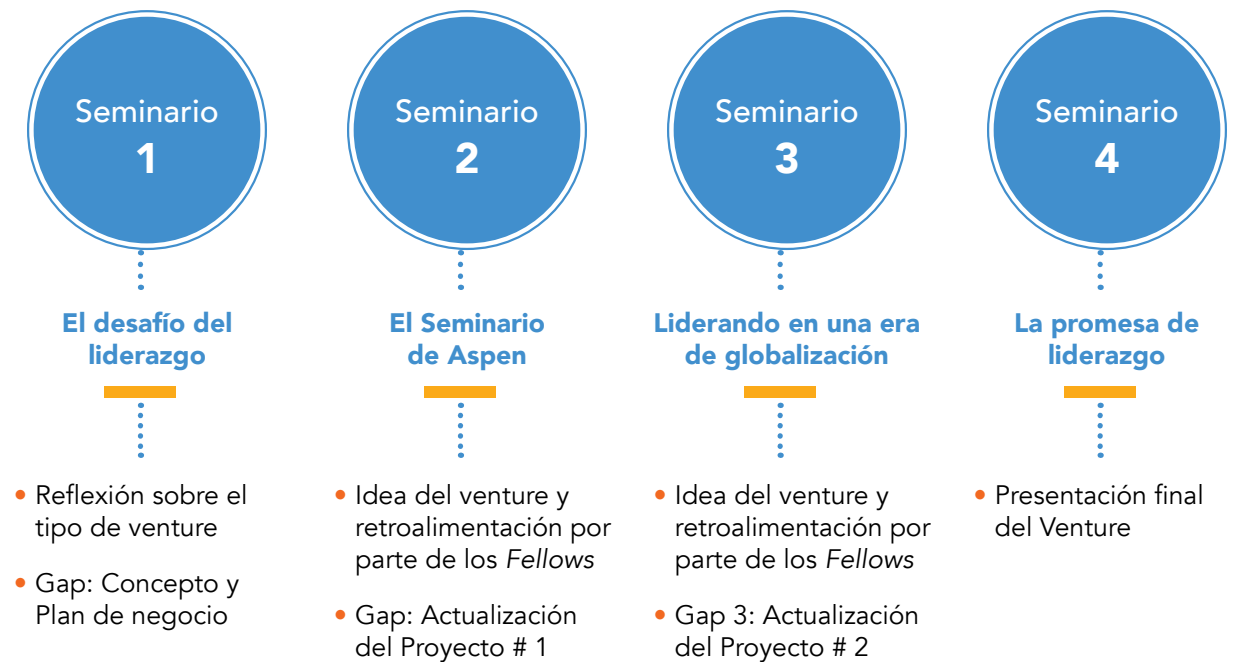 Seminario
1
El desafío del
liderazgo
• Reflexión sobre el
tipo de venture
• Gap: Concepto y
Plan de negocio
Seminario
2
El Seminario
de Aspen
• Idea del venture y
retroalimentación por
parte de los Fellows
• Gap: Actualización
del Proyecto # 1
Seminario
3
Liderando en una era
de globalización
• Idea del venture y
retroalimentación por
parte de los Fellows
• Gap 3: Actualización
del Proyecto # 2
Seminario
4
La promesa de
liderazgo
• Presentación final
del Venture